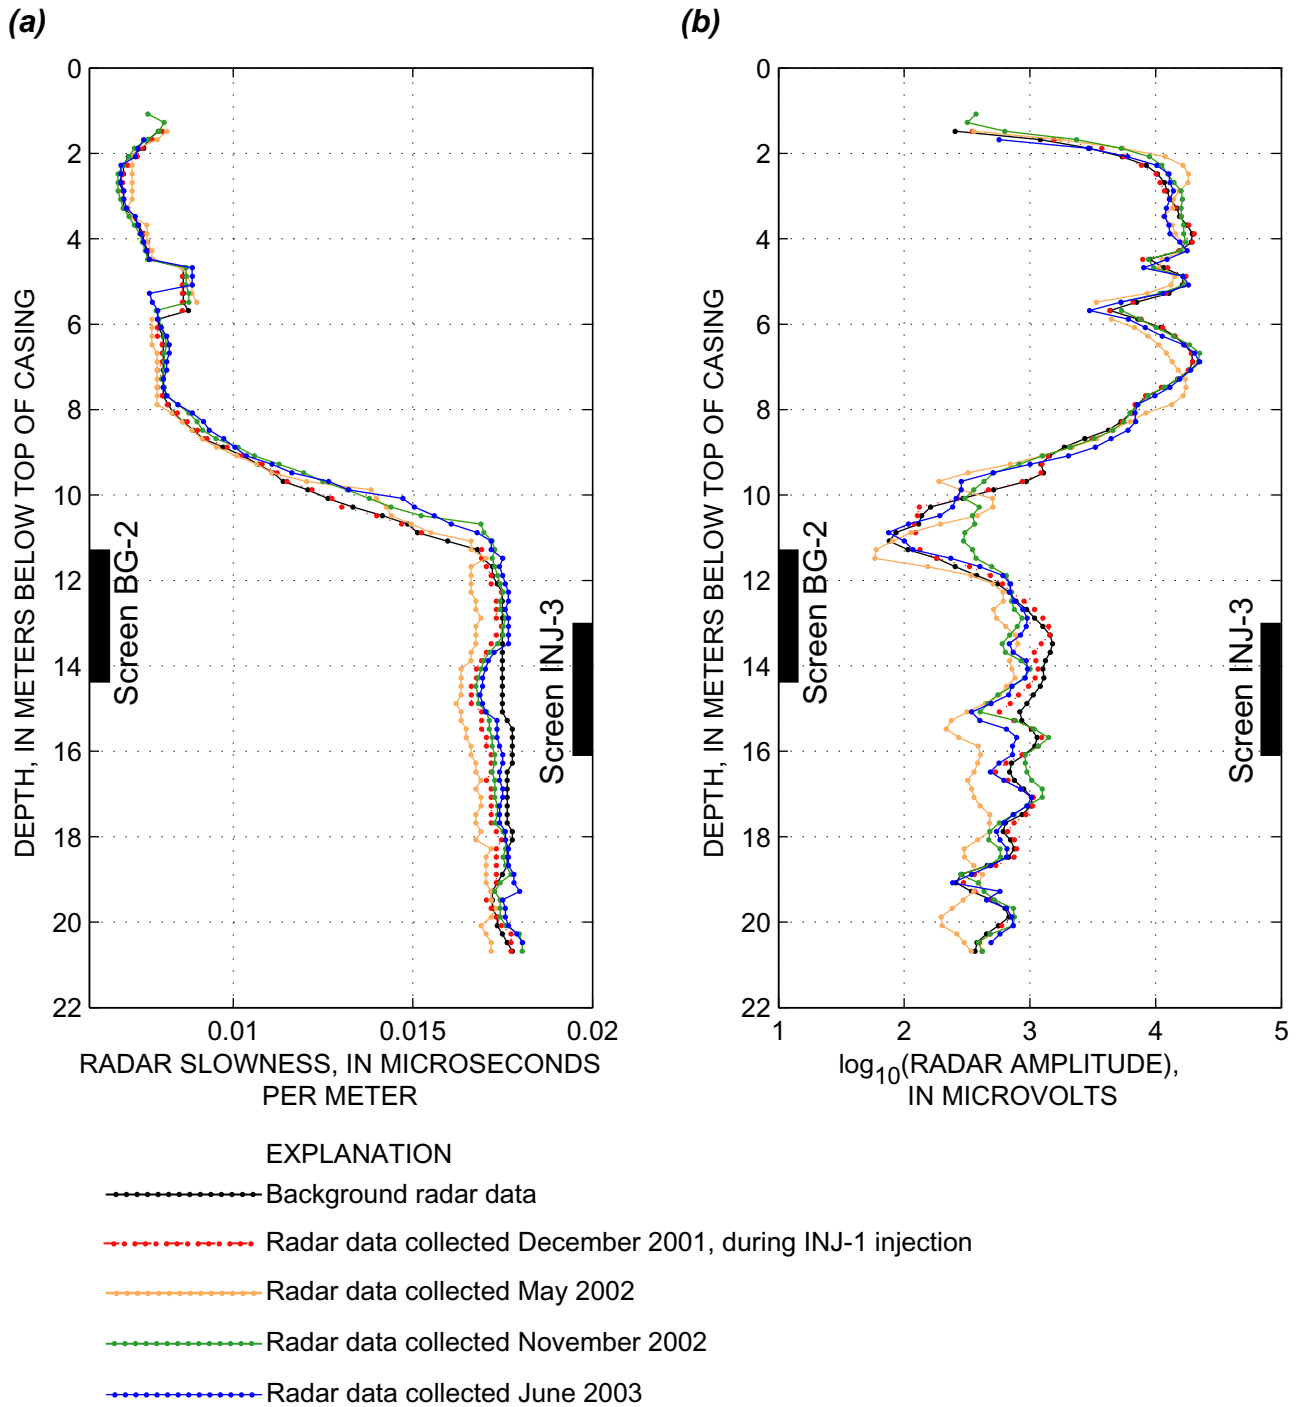 (a)
(b)
0
2
4
6
8
10
12
14
16
18
20
22
DEPTH, IN METERS BELOW TOP OF CASING
Screen BG-2
Screen INJ-3
0.01
0.015
0.02
RADAR SLOWNESS, IN MICROSECONDS
PER METER
0
2
4
6
8
10
12
14
16
18
20
22
DEPTH, IN METERS BELOW TOP OF CASING
Screen BG-2
Screen INJ-3
1
2
3
4
5
log10(RADAR AMPLITUDE),
IN MICROVOLTS
EXPLANATION
Background radar data
Radar data collected December 2001, during INJ-1 injection
Radar data collected May 2002
Radar data collected November 2002
Radar data collected June 2003